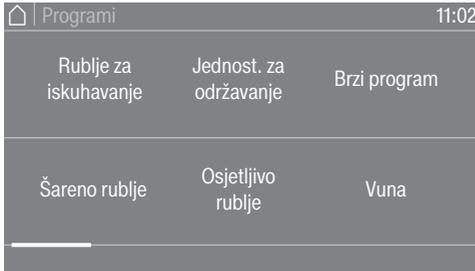 Programi 11:02
Rublje za
iskuhavanje
Jednost. za
održavanje
Brzi program
Šareno rublje
Osjetljivo
rublje
Vuna